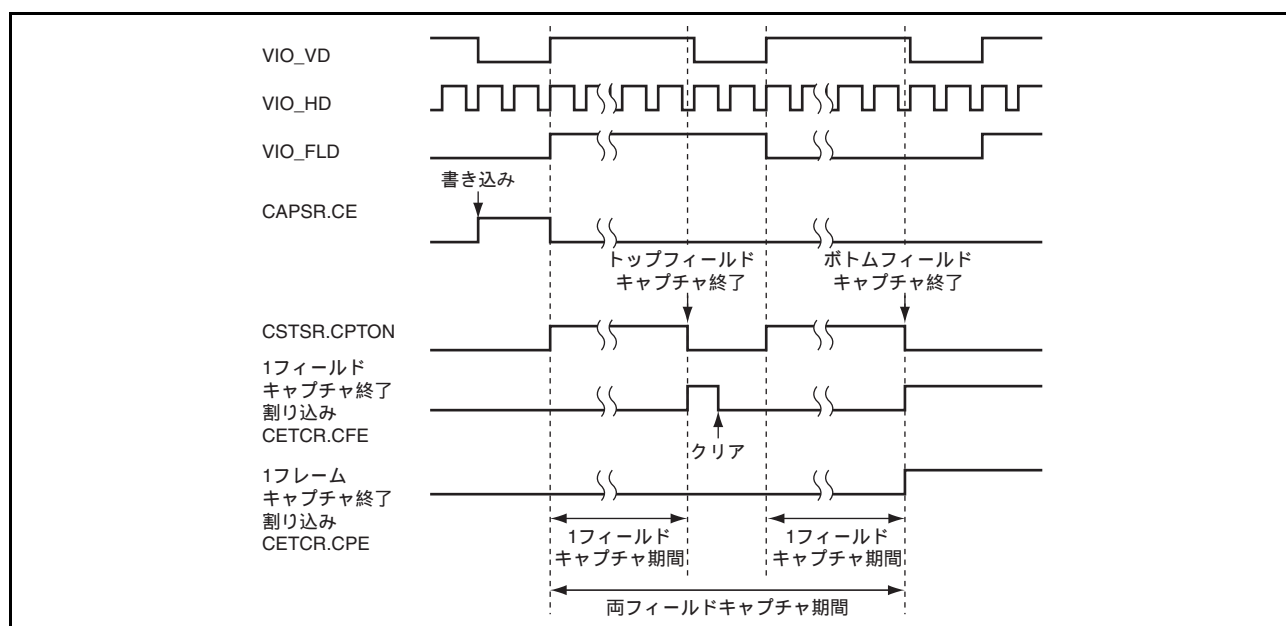 VIO_VD
VIO_HD
VIO_FLD
書き込み
CAPSR.CE
トップフィールド
キャプチャ終了
ボトムフィールド
キャプチャ終了
CSTSR.CPTON
1フィールド
キャプチャ終了
割り込み
CETCR.CFE
クリア
1フレーム
キャプチャ終了
割り込み
CETCR.CPE
1フィールド
キャプチャ期間
1フィールド
キャプチャ期間
両フィールドキャプチャ期間